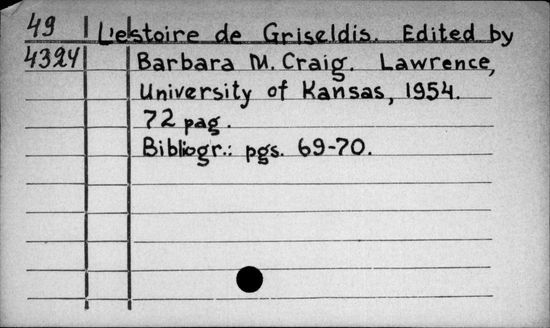 49 L'estoire de Griseldis. Edited by
4324 Barbara M. Craig. Lawrence,
University of Kansas, 1954.
72 pag.
Bibliogr.: pgs. 69-70.